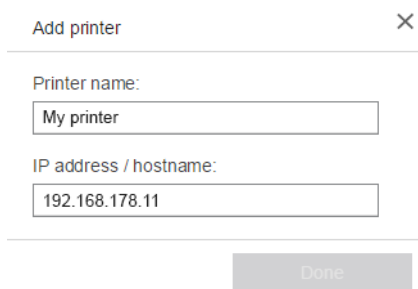 Add printer
Printer name:
My printer
IP address / hostname:
192.168.178.11
Done